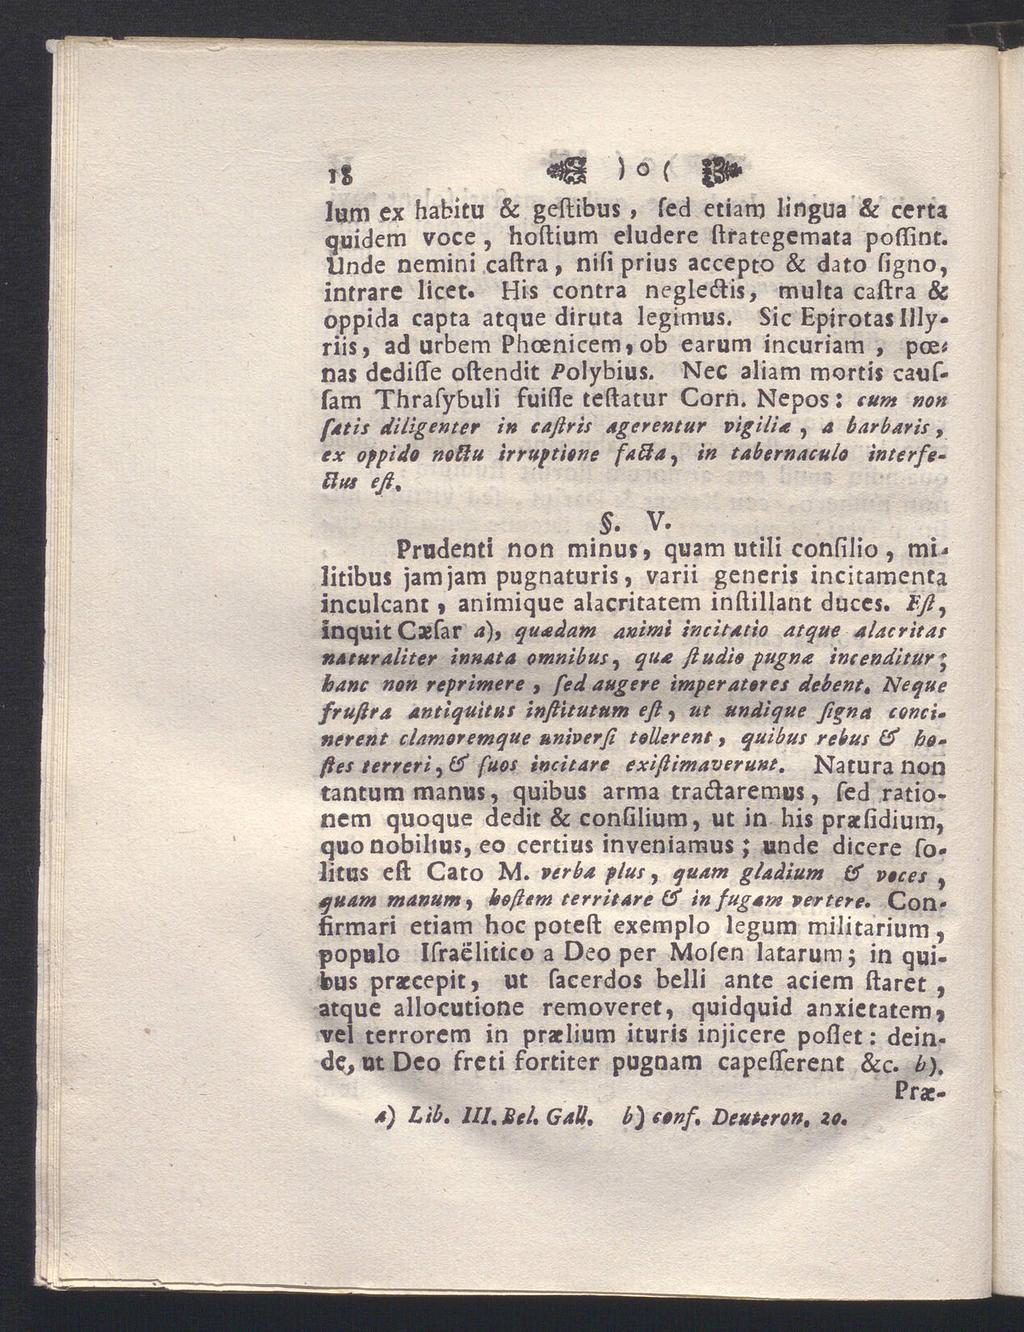 18 ) o (
lum ex habitu & geſtibus, ſed etiam lingua & certa
quidem voce, hoſtium eludere ſtrategemata poſſint.
Unde nemini caſtra, niſi prius accepto & dato ſigno,
intrare licet. His contra neglectis, multa caſtra &
oppida capta atque diruta legimus. Sic Epirotas Illy-
riis, ad urbem Phœnicem, ob earum incuriam, pœ-
nas dediſſe oſtendit Polybius. Nec aliam mortis cauſ-
ſam Thraſybuli fuiſſe teſtatur Corn. Nepos: cum non
ſatis diligenter in caſtris agerentur vigiliæ, a barbaris,
ex oppido noctu irruptione facta, in tabernaculo interfe-
ctus eſt.
§. V.
Prudenti non minus, quam utili conſilio, mi-
litibus jamjam pugnaturis, varii generis incitamenta
inculcant, animique alacritatem inſtillant duces. Eſt,
inquit Cæſar a), quædam animi incitatio atque alacritas
naturaliter innata omnibus, quæ ſtudio pugnæ incenditur;
hanc non reprimere, ſed augere imperatores debent. Neque
fruſtra antiquitus inſtitutum eſt, ut undique ſigna conci-
nerent clamoremque univerſi tollerent, quibus rebus & ho-
ſtes terreri, & ſuos incitare exiſtimaverunt. Natura non
tantum manus, quibus arma tractaremus, ſed ratio-
nem quoque dedit & conſilium, ut in his præſidium,
quo nobilius, eo certius inveniamus; unde dicere ſo-
litus eſt Cato M. verba plus, quam gladium & voces,
quam manum, hoſtem territare & in fugam vertere. Con-
firmari etiam hoc poteſt exemplo legum militarium,
populo Iſraëlitico a Deo per Moſen latarum; in qui-
bus præcepit, ut ſacerdos belli ante aciem ſtaret,
atque allocutione removeret, quidquid anxietatem,
vel terrorem in prælium ituris injicere poſſet: dein-
de, ut Deo freti fortiter pugnam capeſſerent &c. b).
Præ-
a) Lib. III. Bel. Gall. b) conf. Deuteron. 20.